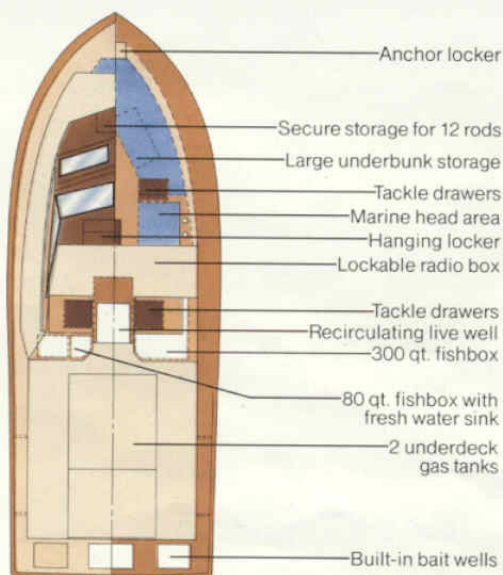 Anchor locker
Secure storage for 12 rods
Large underbunk storage
Tackle drawers
Marine head area
Hanging locker
Lockable radio box
Tackle drawers
Recirculating live well
300 qt. fishbox
80 qt. fishbox with
fresh water sink
2 underdeck
gas tanks
Built-in bait wells